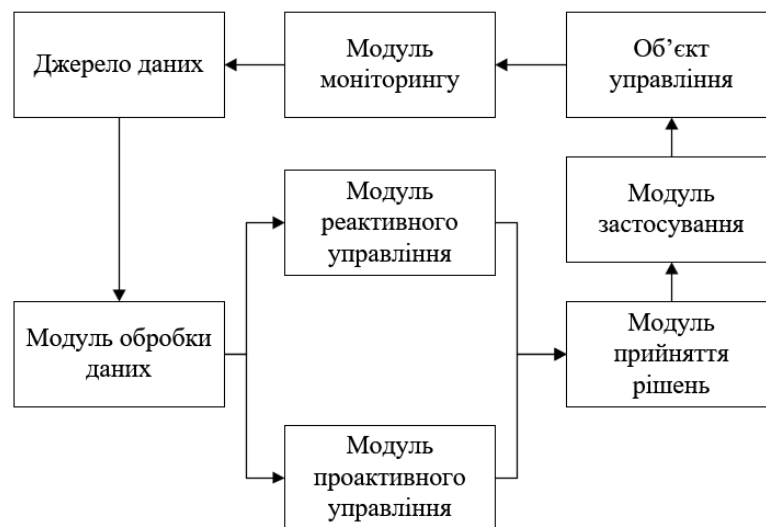 Джерело даних
Модуль
моніторингу
Об’єкт
управління
Модуль
реактивного
управління
Модуль
застосування
Модуль обробки
даних
Модуль
прийняття
рішень
Модуль
проактивного
управління